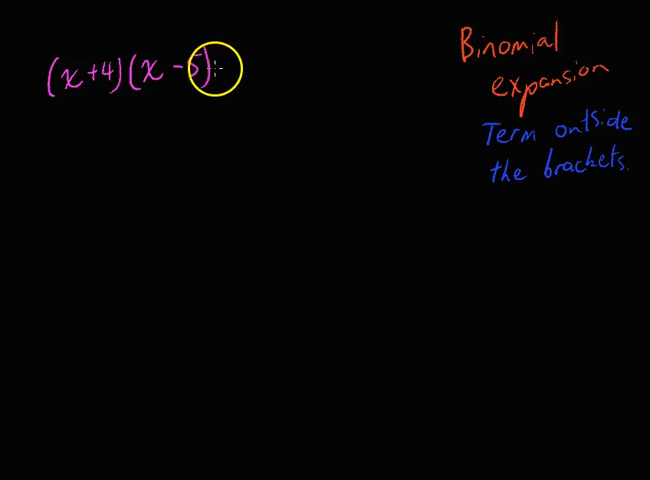 (x+4)(x-5)
Binomial
expansion
Term outside
the brackets.